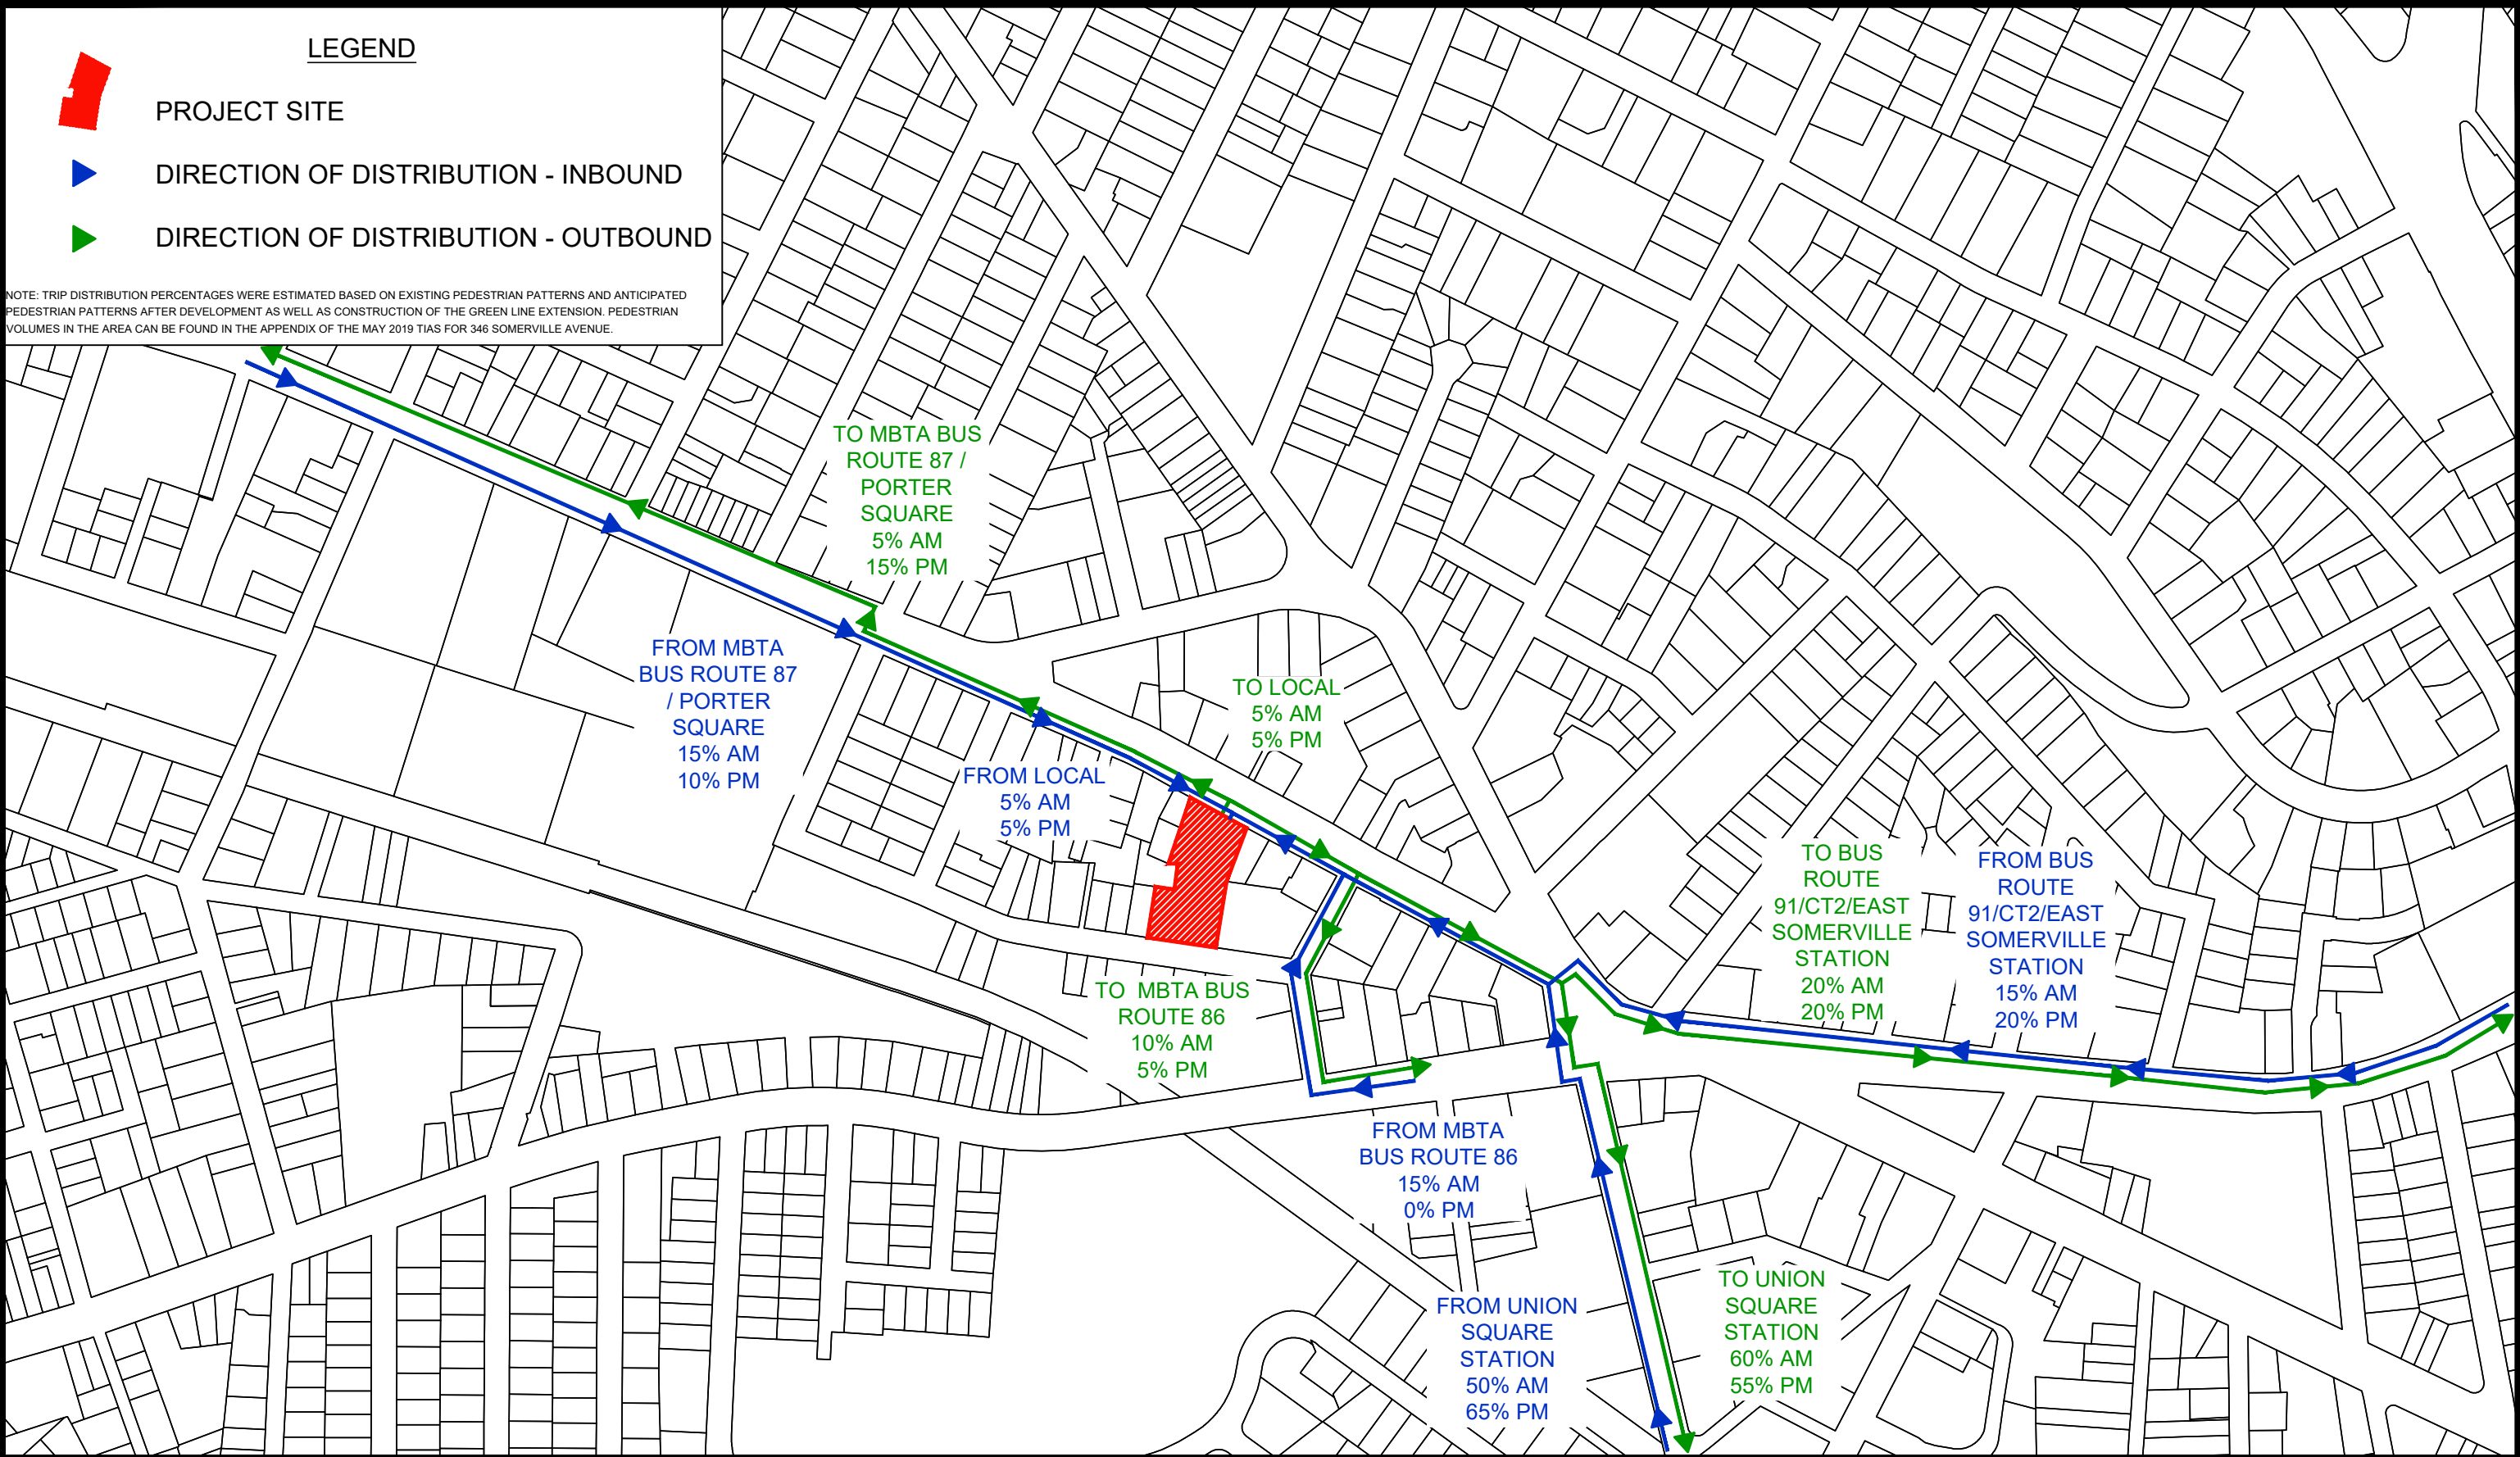 LEGEND
PROJECT SITE
DIRECTION OF DISTRIBUTION - INBOUND
DIRECTION OF DISTRIBUTION - OUTBOUND
NOTE: TRIP DISTRIBUTION PERCENTAGES WERE ESTIMATED BASED ON EXISTING PEDESTRIAN PATTERNS AND ANTICIPATED
PEDESTRIAN PATTERNS AFTER DEVELOPMENT AS WELL AS CONSTRUCTION OF THE GREEN LINE EXTENSION. PEDESTRIAN
VOLUMES IN THE AREA CAN BE FOUND IN THE APPENDIX OF THE MAY 2019 TIAS FOR 346 SOMERVILLE AVENUE.
TO MBTA BUS
ROUTE 87 /
PORTER
SQUARE
5% AM
15% PM
FROM MBTA
BUS ROUTE 87
/ PORTER
SQUARE
15% AM
10% PM
TO LOCAL
5% AM
5% PM
FROM LOCAL
5% AM
5% PM
TO BUS
ROUTE
91/CT2/EAST
SOMERVILLE
STATION
20% AM
20% PM
FROM BUS
ROUTE
91/CT2/EAST
SOMERVILLE
STATION
15% AM
20% PM
TO MBTA BUS
ROUTE 86
10% AM
5% PM
FROM MBTA
BUS ROUTE 86
15% AM
0% PM
FROM UNION
SQUARE
STATION
50% AM
65% PM
TO UNION
SQUARE
STATION
60% AM
55% PM